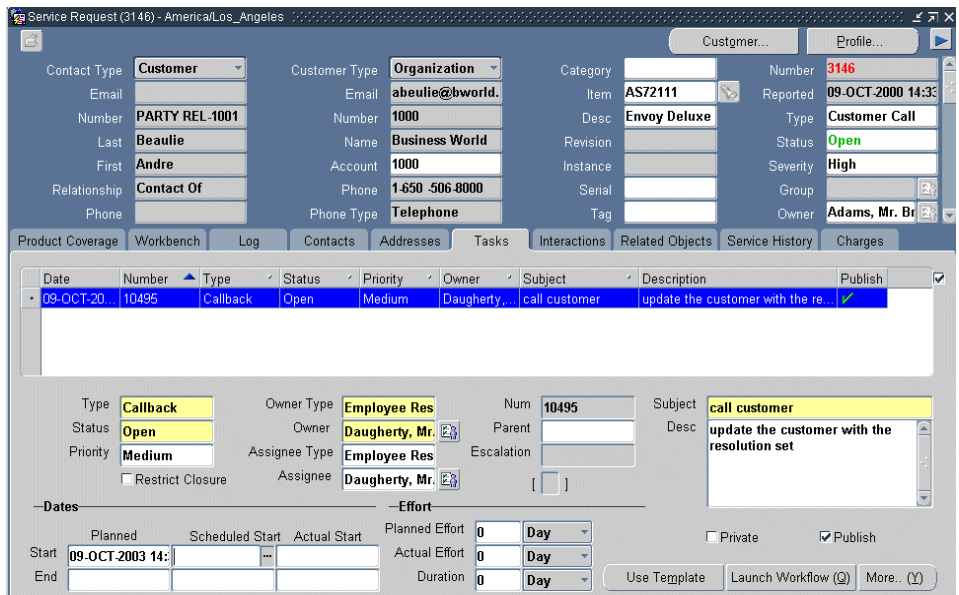 Service Request (3146) - America/Los_Angeles
Customer... Profile...
Contact Type Customer Customer Type Organization Category Number 3146
Email Email abeulie@bworld. Item AS72111 Reported 09-OCT-2000 14:33
Number PARTY REL-1001 Number 1000 Desc Envoy Deluxe Type Customer Call
Last Beaulie Name Business World Revision Status Open
First Andre Account 1000 Instance Severity High
Relationship Contact Of Phone 1-650 -506-8000 Serial Group
Phone Phone Type Telephone Tag Owner Adams, Mr. Br
Product Coverage Workbench Log Contacts Addresses Tasks Interactions Related Objects Service History Charges
Date Number Type Status Priority Owner Subject Description Publish
09-OCT-20... 10495 Callback Open Medium Daugherty,... call customer update the customer with the re...
Type Callback Owner Type Employee Res Num 10495 Subject call customer
Status Open Owner Daugherty, Mr. Parent Desc update the customer with the
resolution set
Priority Medium Assignee Type Employee Res Escalation
Restrict Closure Assignee Daugherty, Mr. [ ]
Dates Effort
Planned Scheduled Start Actual Start Planned Effort 0 Day Private Publish
Start 09-OCT-2003 14: ... Actual Effort 0 Day
End Duration 0 Day Use Template Launch Workflow (Q) More.. (Y)